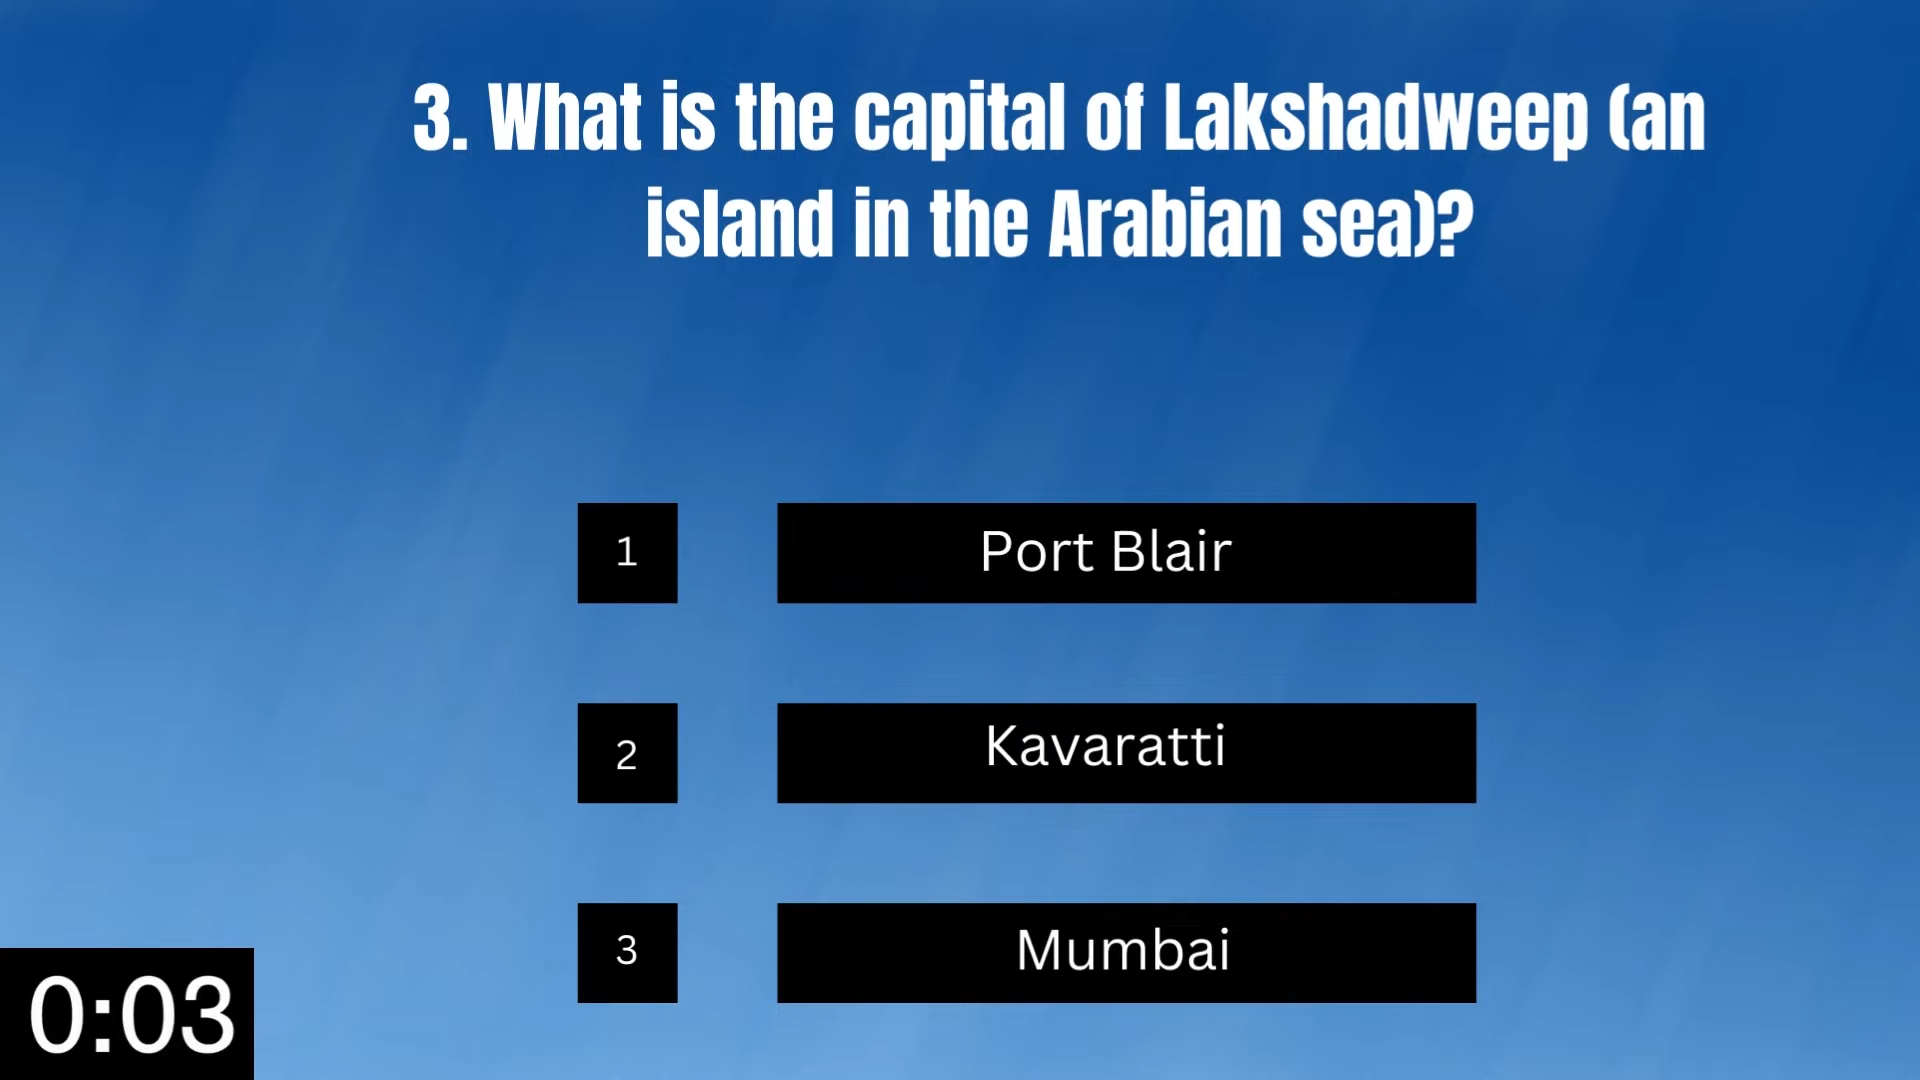 3. What is the capital of Lakshadweep (an
island in the Arabian sea)?
1 Port Blair
2 Kavaratti
3 Mumbai
0:03